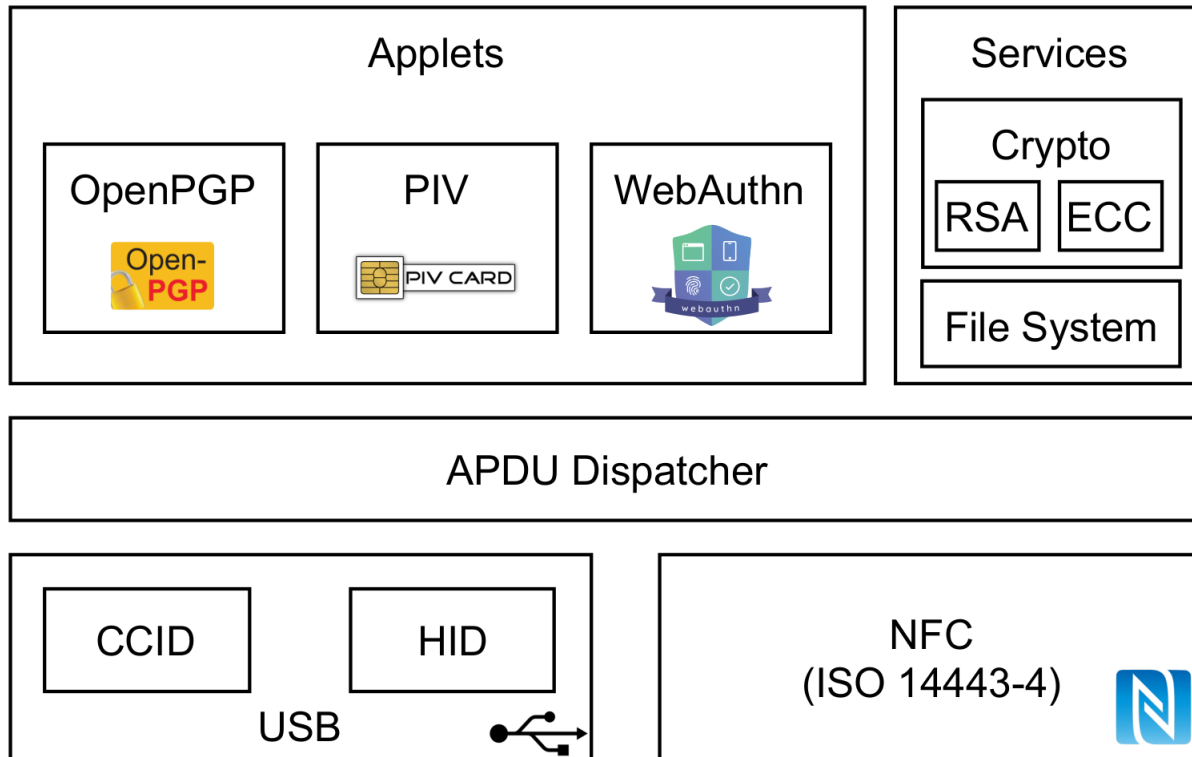 Applets
OpenPGP
Open-
PGP
PIV
PIV CARD
WebAuthn
webauthn
Services
Crypto
RSA
ECC
File System
APDU Dispatcher
CCID
HID
USB
NFC
(ISO 14443-4)